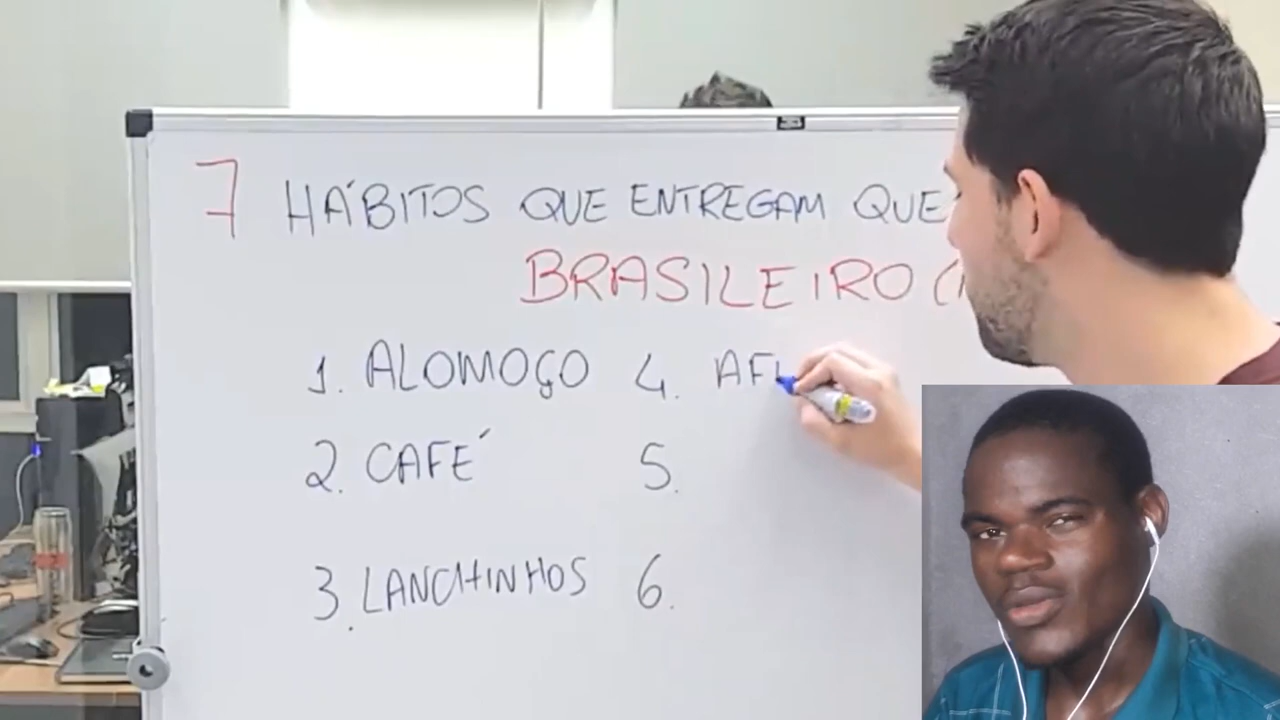 7 HÁBITOS QUE ENTREGAM QUE
BRASILEIRO (
1. ALOMOÇO
2. CAFÉ
3. LANCHINHOS
4. AF
5.
6.